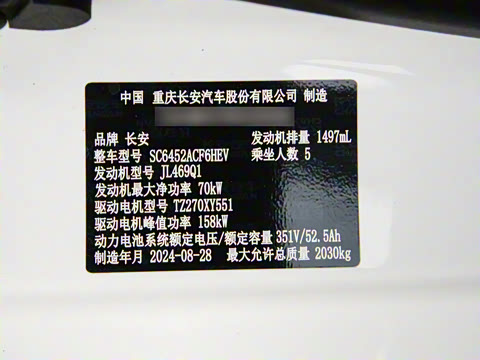 中国 重庆长安汽车股份有限公司 制造
品牌 长安 发动机排量 1497mL
整车型号 SC6452ACF6HEV 乘坐人数 5
发动机型号 JL469Q1
发动机最大净功率 70kW
驱动电机型号 TZ270XY551
驱动电机峰值功率 158kW
动力电池系统额定电压/额定容量 351V/52.5Ah
制造年月 2024-08-28 最大允许总质量 2030kg